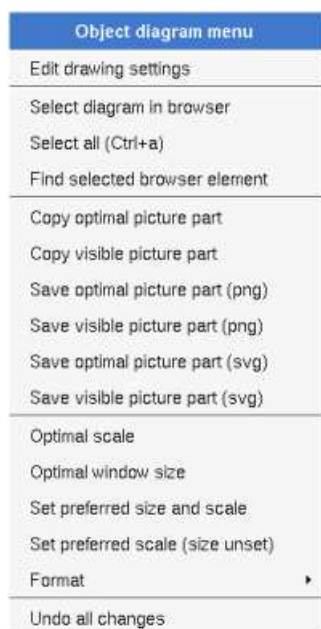 Object diagram menu
Edit drawing settings
Select diagram in browser
Select all (Ctrl+a)
Find selected browser element
Copy optimal picture part
Copy visible picture part
Save optimal picture part (png)
Save visible picture part (png)
Save optimal picture part (svg)
Save visible picture part (svg)
Optimal scale
Optimal window size
Set preferred size and scale
Set preferred scale (size unset)
Format
Undo all changes